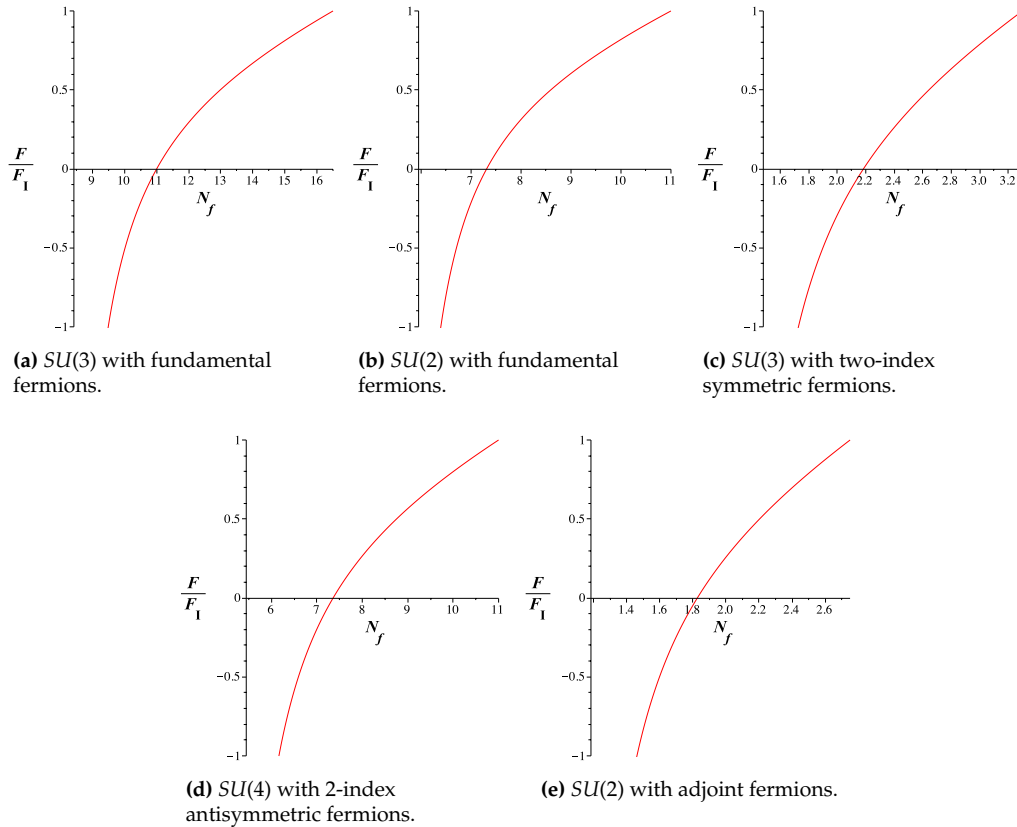 1
0.5
F
F_I
0
9 10 11 12 13 14 15 16
N_f
−0.5
−1
(a) SU(3) with fundamental
fermions.
1
0.5
F
F_I
0
6 7 8 9 10 11
N_f
−0.5
−1
(b) SU(2) with fundamental
fermions.
1
0.5
F
F_I
0
1.6 1.8 2.0 2.2 2.4 2.6 2.8 3.0 3.2
N_f
−0.5
−1
(c) SU(3) with two-index
symmetric fermions.
1
0.5
F
F_I
0
6 7 8 9 10 11
N_f
−0.5
−1
(d) SU(4) with 2-index
antisymmetric fermions.
1
0.5
F
F_I
0
1.4 1.6 1.8 2.0 2.2 2.4 2.6
N_f
−0.5
−1
(e) SU(2) with adjoint fermions.